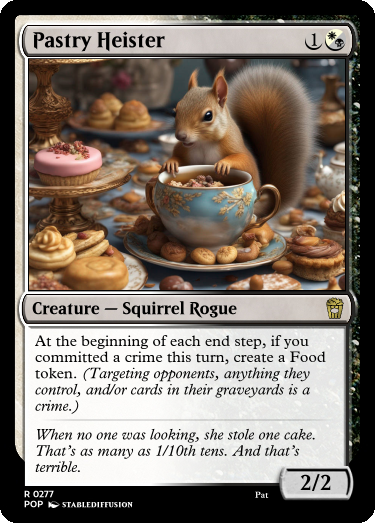 Pastry Heister 1
Creature — Squirrel Rogue
At the beginning of each end step, if you
committed a crime this turn, create a Food
token. (Targeting opponents, anything they
control, and/or cards in their graveyards is a
crime.)
When no one was looking, she stole one cake.
That's as many as 1/10th tens. And that's
terrible.
2/2
R 0277
POP STABLEDIFFUSION
Pat